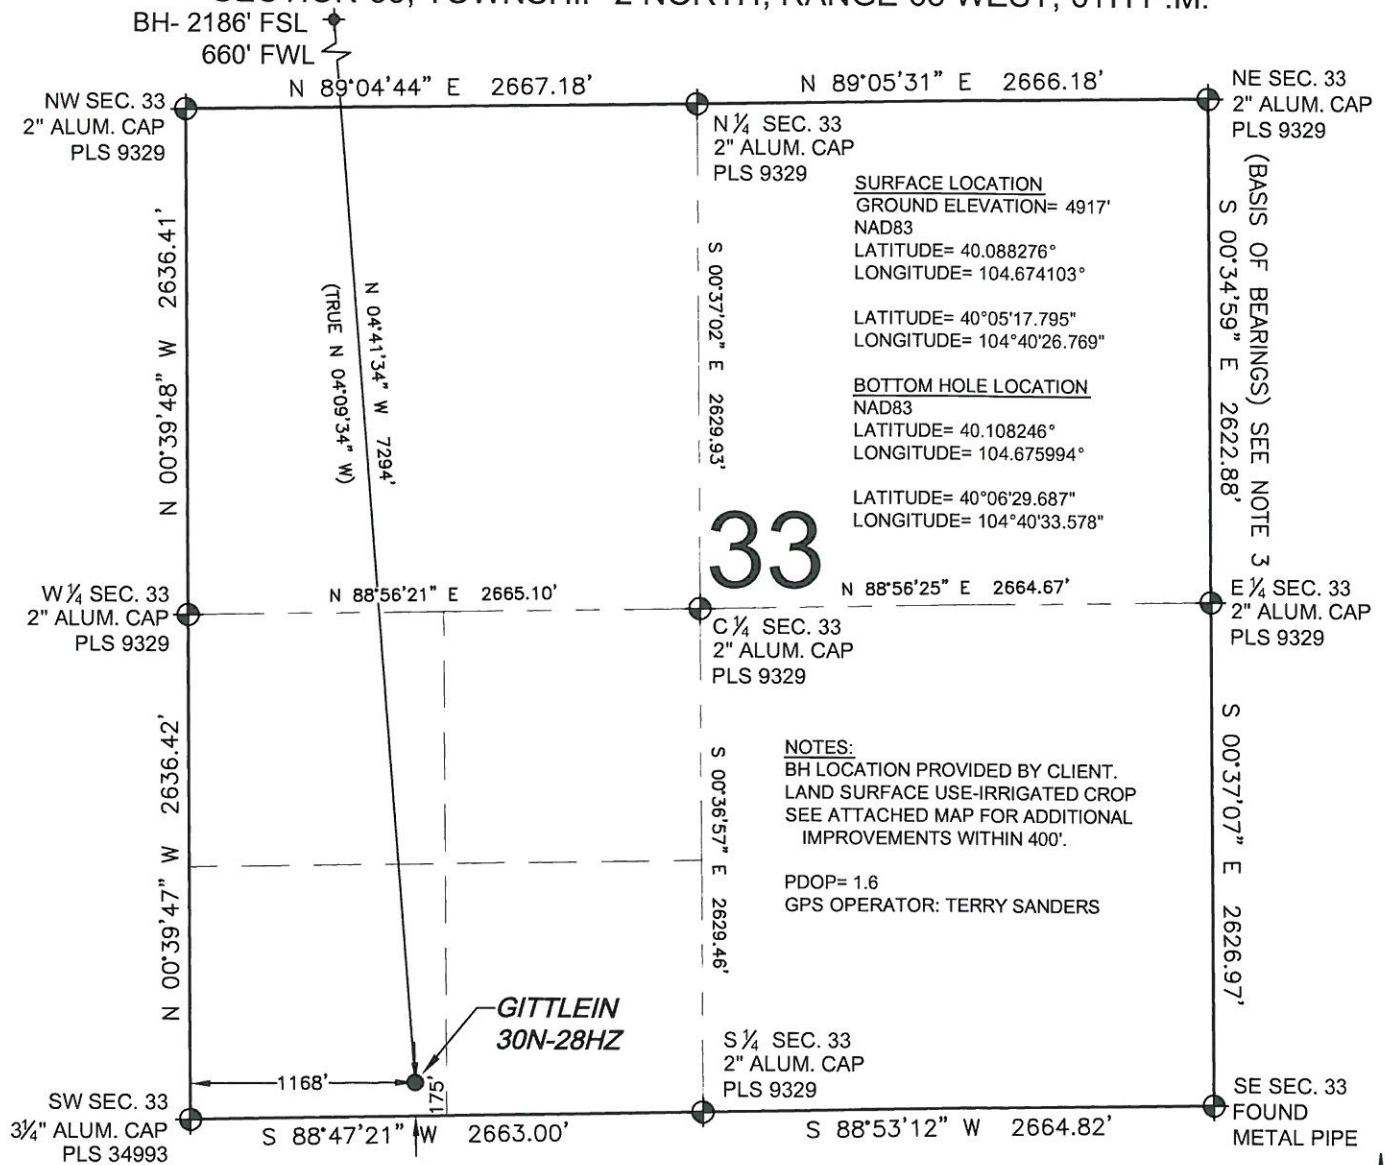 BH- 2186' FSL
660' FWL
N 89°04'44" E 2667.18'
N 89°05'31" E 2666.18'
NW SEC. 33
2" ALUM. CAP
PLS 9329
N ¼ SEC. 33
2" ALUM. CAP
PLS 9329
NE SEC. 33
2" ALUM. CAP
PLS 9329
SURFACE LOCATION
GROUND ELEVATION= 4917'
NAD83
LATITUDE= 40.088276°
LONGITUDE= 104.674103°
LATITUDE= 40°05'17.795"
LONGITUDE= 104°40'26.769"
BOTTOM HOLE LOCATION
NAD83
LATITUDE= 40.108246°
LONGITUDE= 104.675994°
LATITUDE= 40°06'29.687"
LONGITUDE= 104°40'33.578"
N 00°39'48" W 2636.41'
N 04°41'34" W 7294'
(TRUE N 04°09'34" W)
S 00°37'02" E 2629.93'
S 00°34'59" E 2622.88'
(BASIS OF BEARINGS) SEE NOTE 3
33
W ¼ SEC. 33
2" ALUM. CAP
PLS 9329
N 88°56'21" E 2665.10'
N 88°56'25" E 2664.67'
C ¼ SEC. 33
2" ALUM. CAP
PLS 9329
E ¼ SEC. 33
2" ALUM. CAP
PLS 9329
N 00°39'47" W 2636.42'
S 00°36'57" E 2629.46'
S 00°37'07" E 2626.97'
NOTES:
BH LOCATION PROVIDED BY CLIENT.
LAND SURFACE USE-IRRIGATED CROP
SEE ATTACHED MAP FOR ADDITIONAL
IMPROVEMENTS WITHIN 400'.
PDOP= 1.6
GPS OPERATOR: TERRY SANDERS
GITTLEIN
30N-28HZ
1168'
175'
S ¼ SEC. 33
2" ALUM. CAP
PLS 9329
SW SEC. 33
3¼" ALUM. CAP
PLS 34993
S 88°47'21" W 2663.00'
S 88°53'12" W 2664.82'
SE SEC. 33
FOUND
METAL PIPE